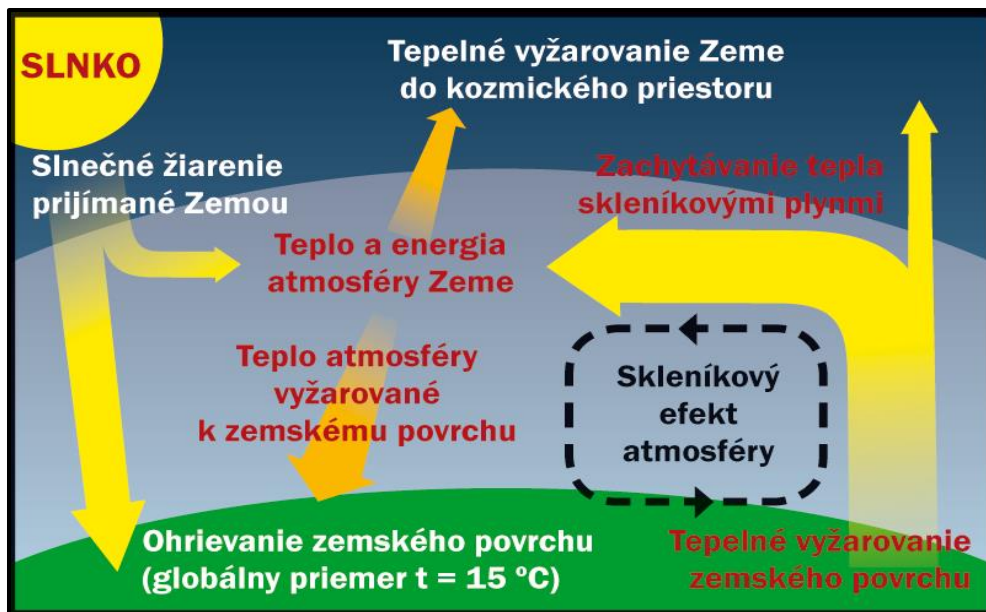 SLNKO
Tepelné vyžarovanie Zeme
do kozmického priestoru
Slnečné žiarenie
prijímané Zemou
Zachytávanie tepla
skleníkovými plynmi
Teplo a energia
atmosféry Zeme
Teplo atmosféry
vyžarované
k zemskému povrchu
Skleníkový
efekt
atmosféry
Ohrievanie zemského povrchu
(globálny priemer t = 15 ºC)
Tepelné vyžarovanie
zemského povrchu